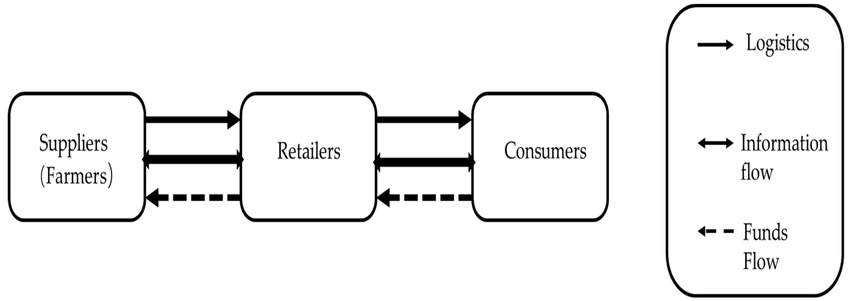 Suppliers
(Farmers)
Retailers
Consumers
Logistics
Information
flow
Funds
Flow